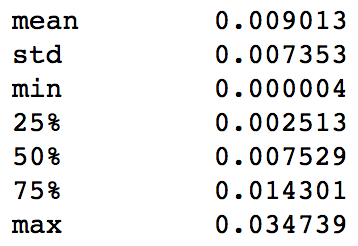 mean 0.009013
std 0.007353
min 0.000004
25% 0.002513
50% 0.007529
75% 0.014301
max 0.034739